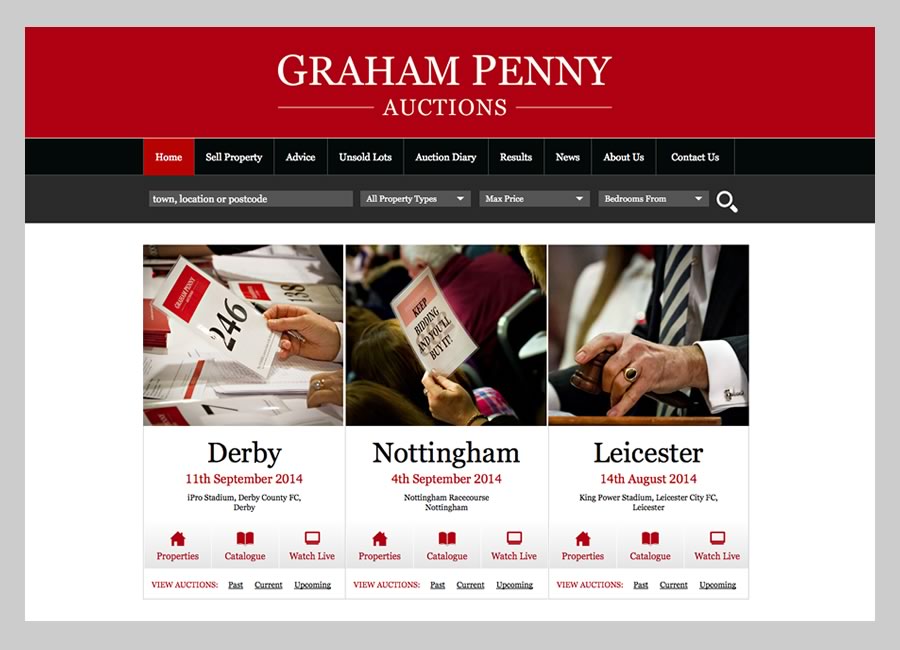 GRAHAM PENNY
AUCTIONS
Home Sell Property Advice Unsold Lots Auction Diary Results News About Us Contact Us
town, location or postcode All Property Types Max Price Bedrooms From
GRAHAM PENNY
246
138
KEEP
BIDDING
AND YOU'LL
BUY IT!
Derby
11th September 2014
iPro Stadium, Derby County FC,
Derby
Properties Catalogue Watch Live
VIEW AUCTIONS: Past Current Upcoming
Nottingham
4th September 2014
Nottingham Racecourse
Nottingham
Properties Catalogue Watch Live
VIEW AUCTIONS: Past Current Upcoming
Leicester
14th August 2014
King Power Stadium, Leicester City FC,
Leicester
Properties Catalogue Watch Live
VIEW AUCTIONS: Past Current Upcoming